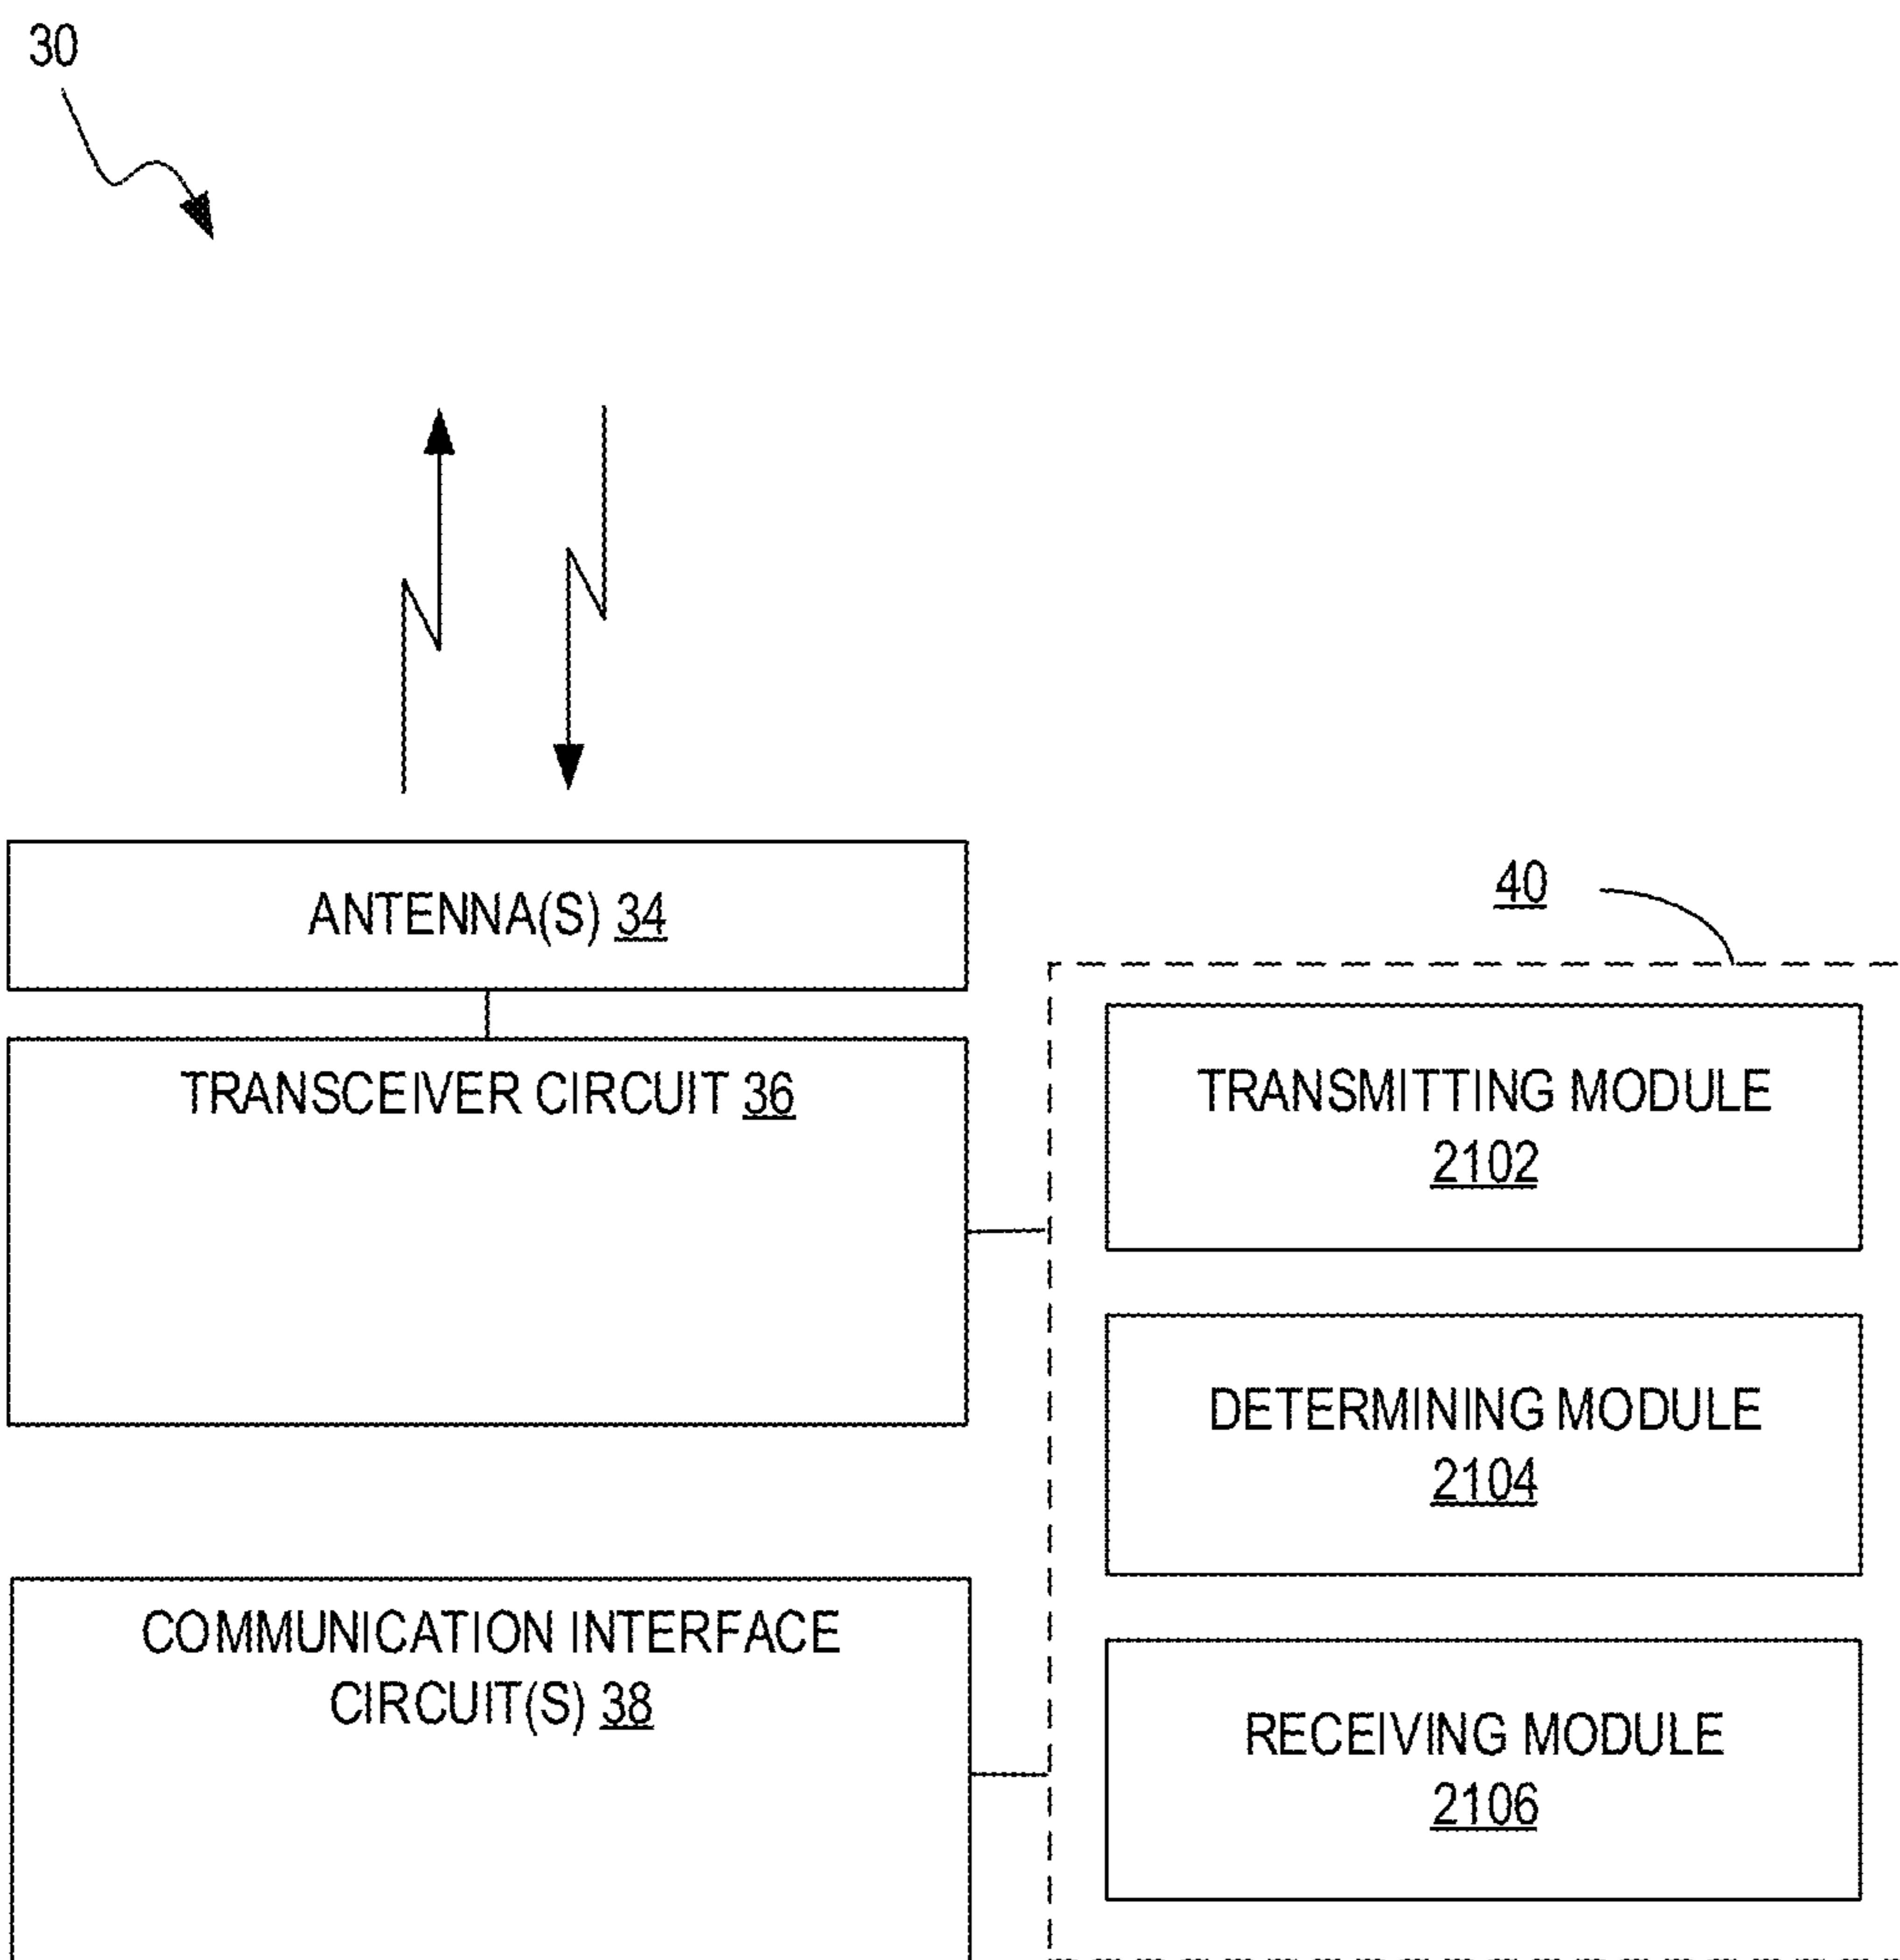 30
ANTENNA(S) 34
40
TRANSCEIVER CIRCUIT 36
TRANSMITTING MODULE
2102
DETERMINING MODULE
2104
COMMUNICATION INTERFACE
CIRCUIT(S) 38
RECEIVING MODULE
2106